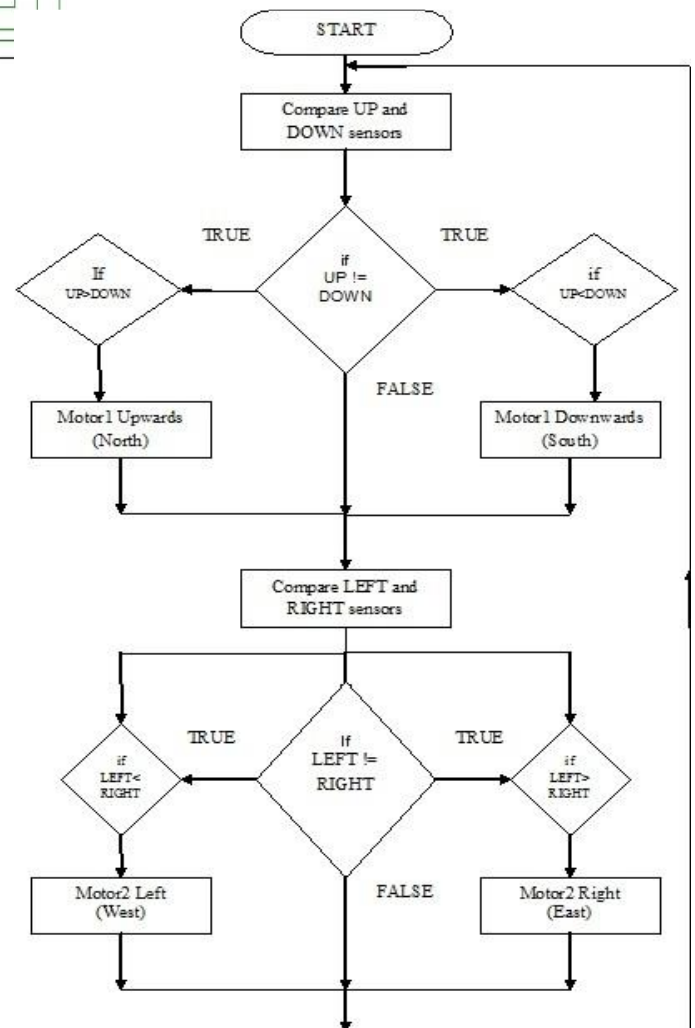 START
Compare UP and
DOWN sensors
TRUE
TRUE
If
UP>DOWN
if
UP !=
DOWN
if
UP<DOWN
FALSE
Motor1 Upwards
(North)
Motor1 Downwards
(South)
Compare LEFT and
RIGHT sensors
TRUE
TRUE
if
LEFT<
RIGHT
If
LEFT !=
RIGHT
if
LEFT>
RIGHT
FALSE
Motor2 Left
(West)
Motor2 Right
(East)